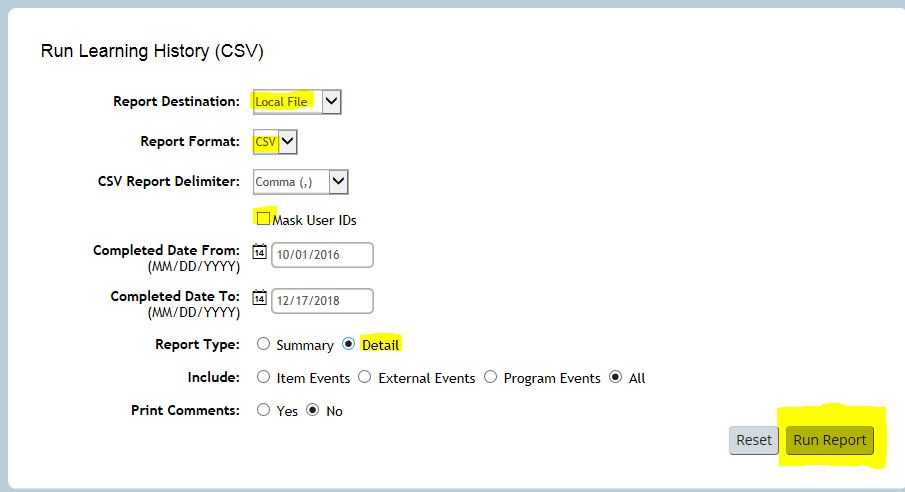 Run Learning History (CSV)
Report Destination: Local File
Report Format: CSV
CSV Report Delimiter: Comma (,)
Mask User IDs
Completed Date From: 14 10/01/2016
(MM/DD/YYYY)
Completed Date To: 14 12/17/2018
(MM/DD/YYYY)
Report Type: Summary Detail
Include: Item Events External Events Program Events All
Print Comments: Yes No
Reset Run Report